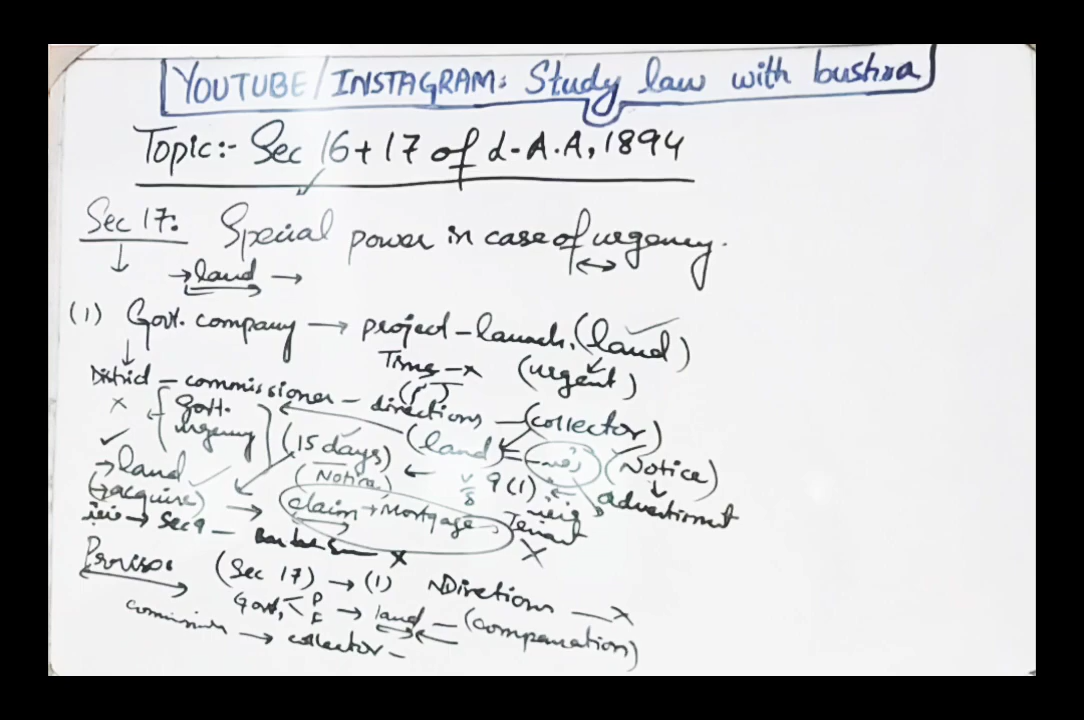 YOUTUBE/INSTAGRAM: Study law with bushra
Topic:- Sec 16+17 of L.A.A, 1894
Sec 17: Special power in case of urgency.
→ land →
(1) Govt. company → project - launch. (land)
Time - x (urgent)
District - commissioner - directions - (collector)
x Govt. urgency (15 days) (land) (Notice)
→ land (Notice) 9(1) advertisment
(→ acquire) → claim → Mortgage Tenant
→ Sec 9 - x x
Proviso: (Sec 17) → (1) NDirections - x
Govt, < P F → land - (compensation)
→ collector -